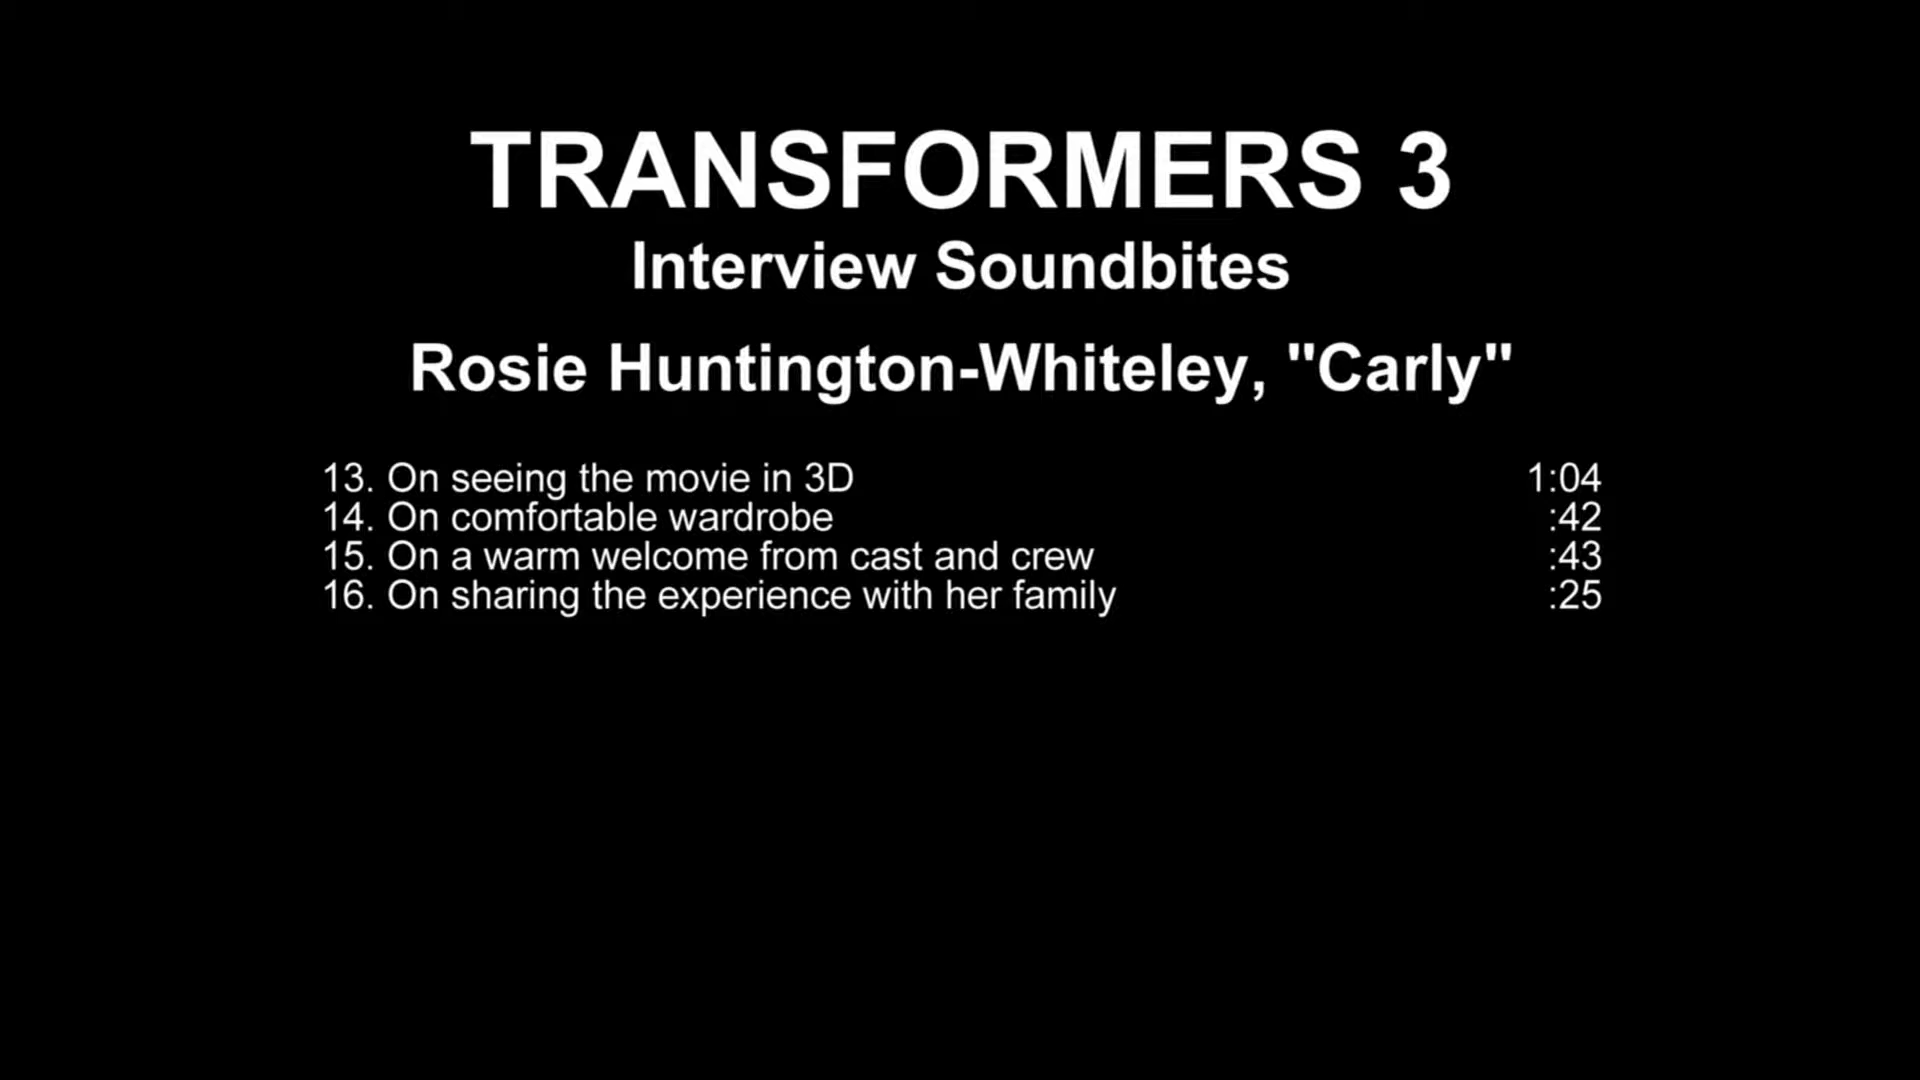 TRANSFORMERS 3
Interview Soundbites
Rosie Huntington-Whiteley, "Carly"
13. On seeing the movie in 3D 1:04
14. On comfortable wardrobe :42
15. On a warm welcome from cast and crew :43
16. On sharing the experience with her family :25